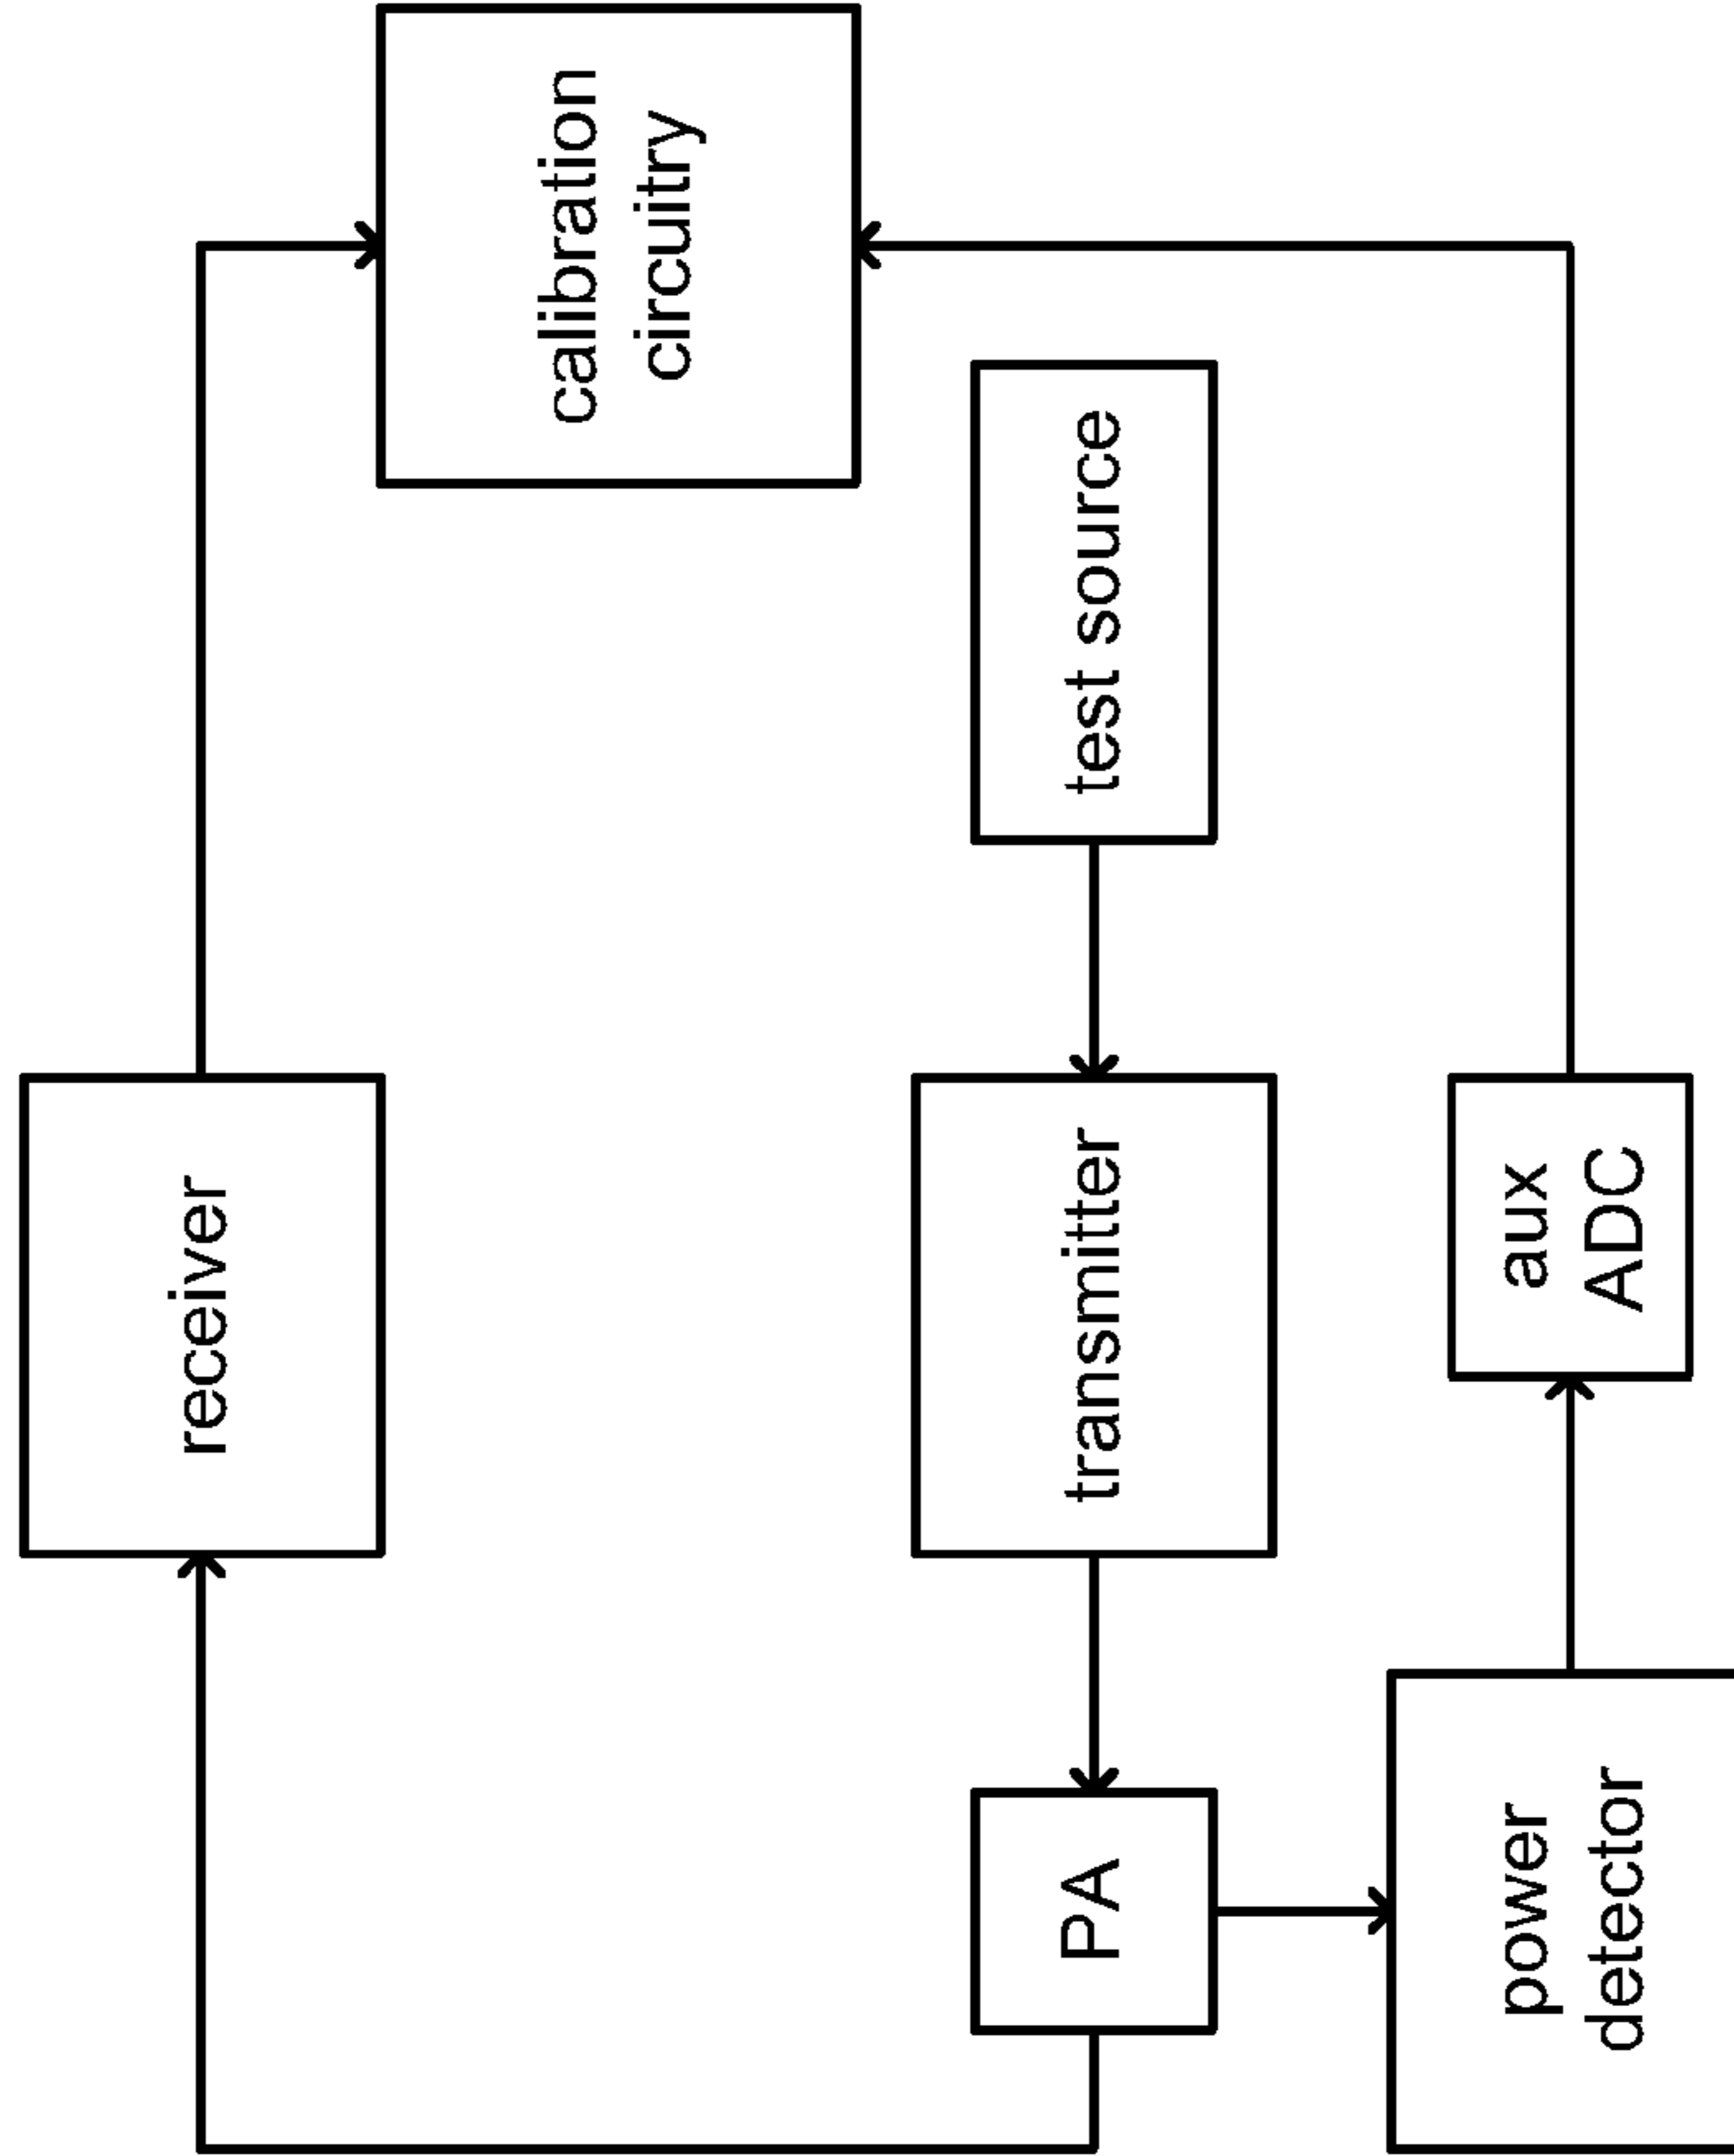 receiver
calibration
circuitry
PA
transmitter
test source
power
detector
aux
ADC